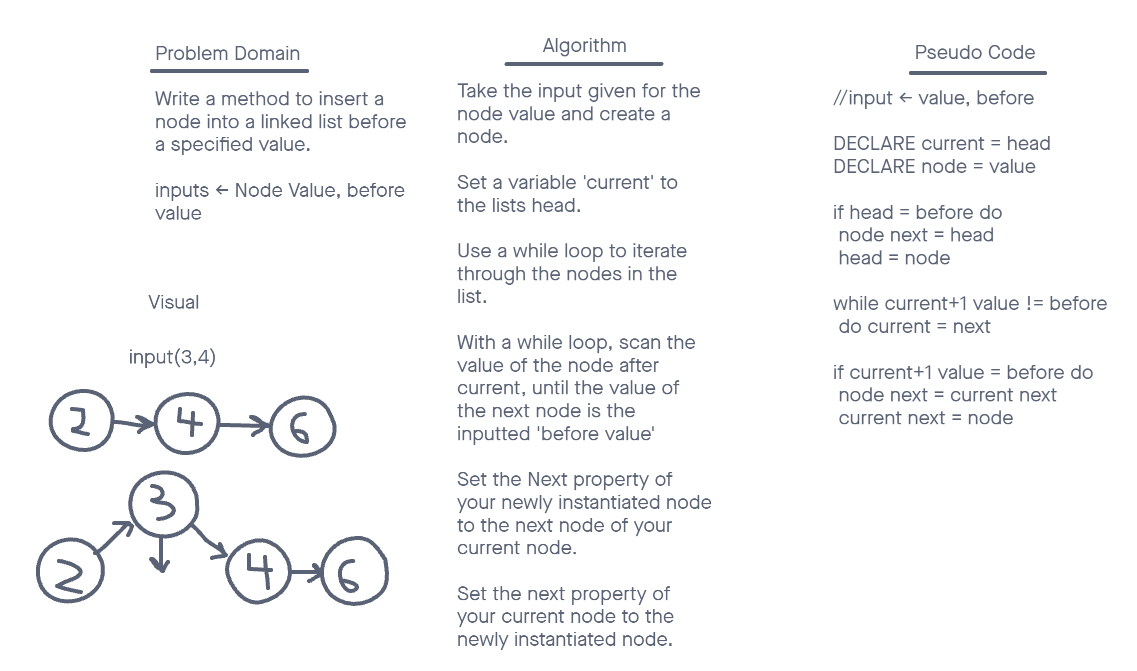 Problem Domain
Write a method to insert a
node into a linked list before
a specified value.
inputs ← Node Value, before
value
Visual
input(3,4)
2 4 6
3
2 4 6
Algorithm
Take the input given for the
node value and create a
node.
Set a variable 'current' to
the lists head.
Use a while loop to iterate
through the nodes in the
list.
With a while loop, scan the
value of the node after
current, until the value of
the next node is the
inputted 'before value'
Set the Next property of
your newly instantiated node
to the next node of your
current node.
Set the next property of
your current node to the
newly instantiated node.
Pseudo Code
//input ← value, before
DECLARE current = head
DECLARE node = value
if head = before do
node next = head
head = node
while current+1 value != before
do current = next
if current+1 value = before do
node next = current next
current next = node